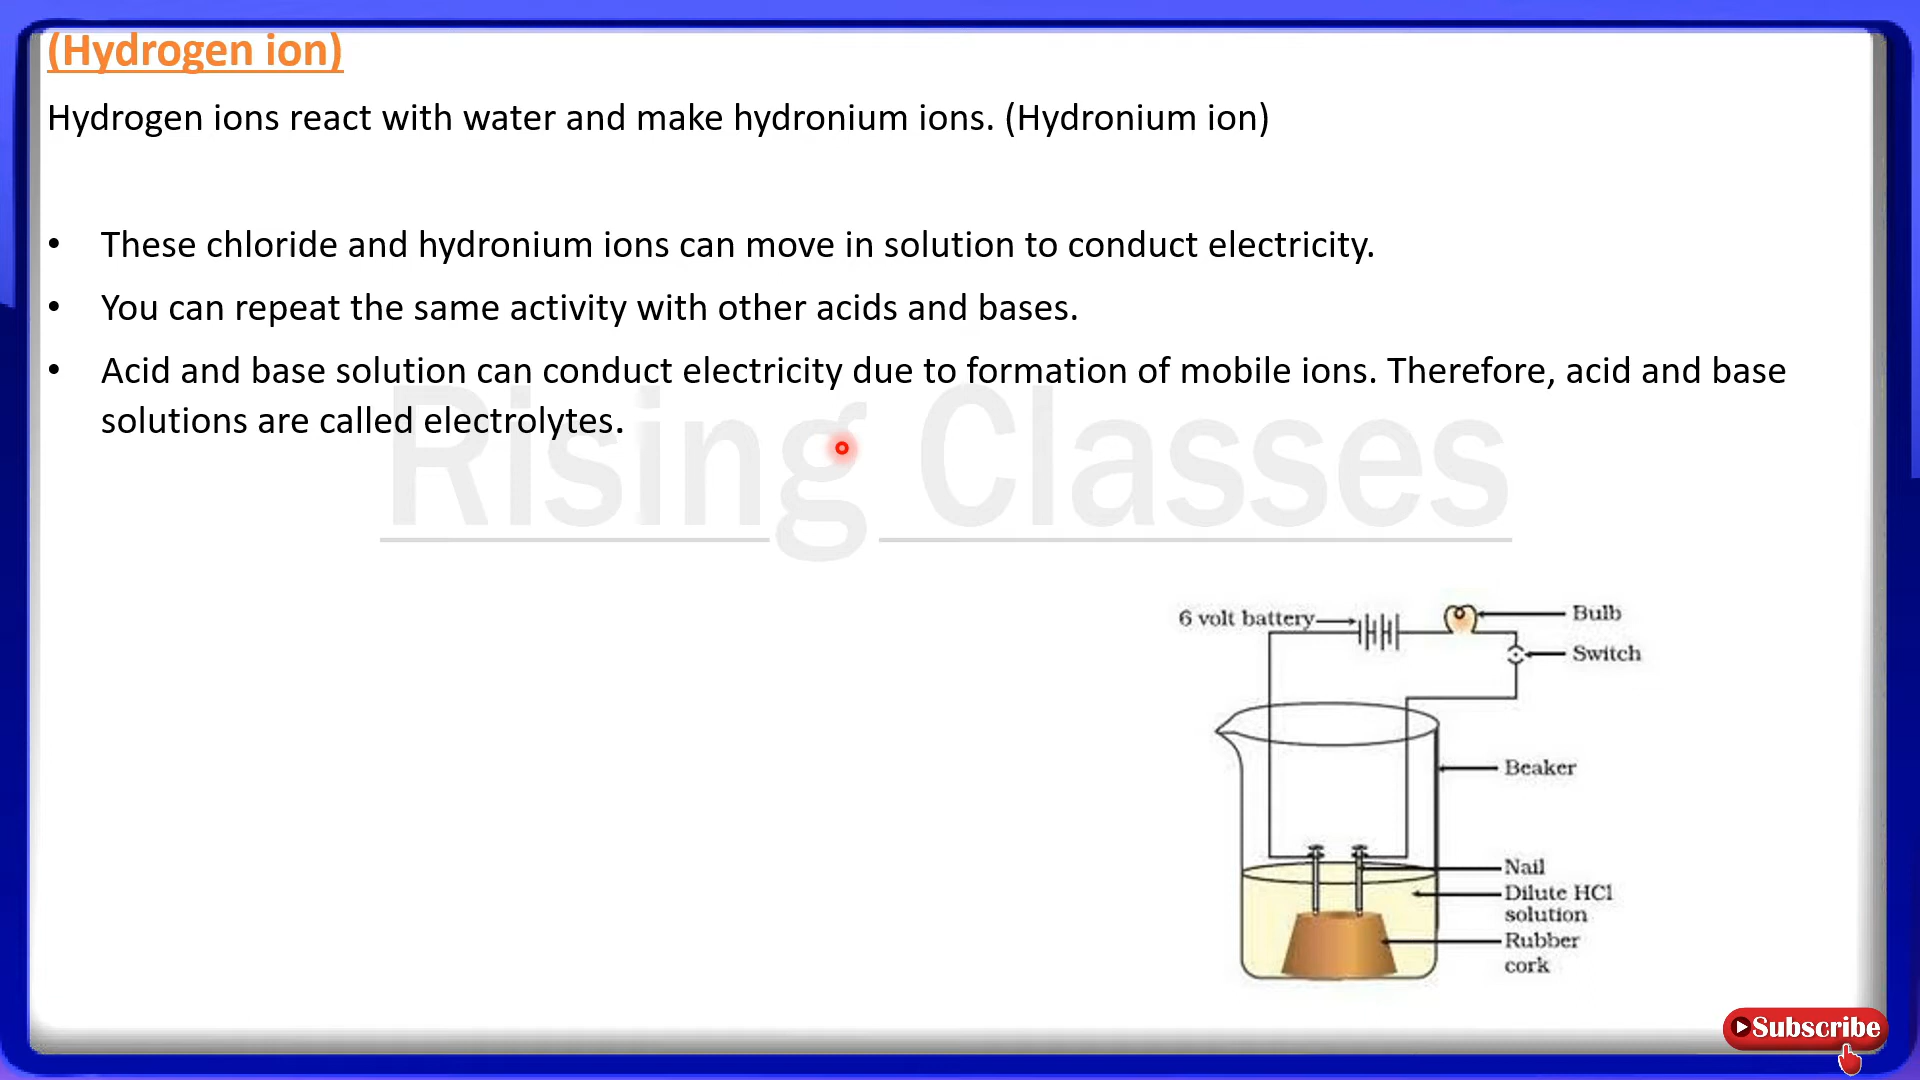 (Hydrogen ion)
Hydrogen ions react with water and make hydronium ions. (Hydronium ion)
• These chloride and hydronium ions can move in solution to conduct electricity.
• You can repeat the same activity with other acids and bases.
• Acid and base solution can conduct electricity due to formation of mobile ions. Therefore, acid and base
solutions are called electrolytes.
Rising Classes
6 volt battery
Bulb
Switch
Beaker
Nail
Dilute HCl
solution
Rubber
cork
Subscribe